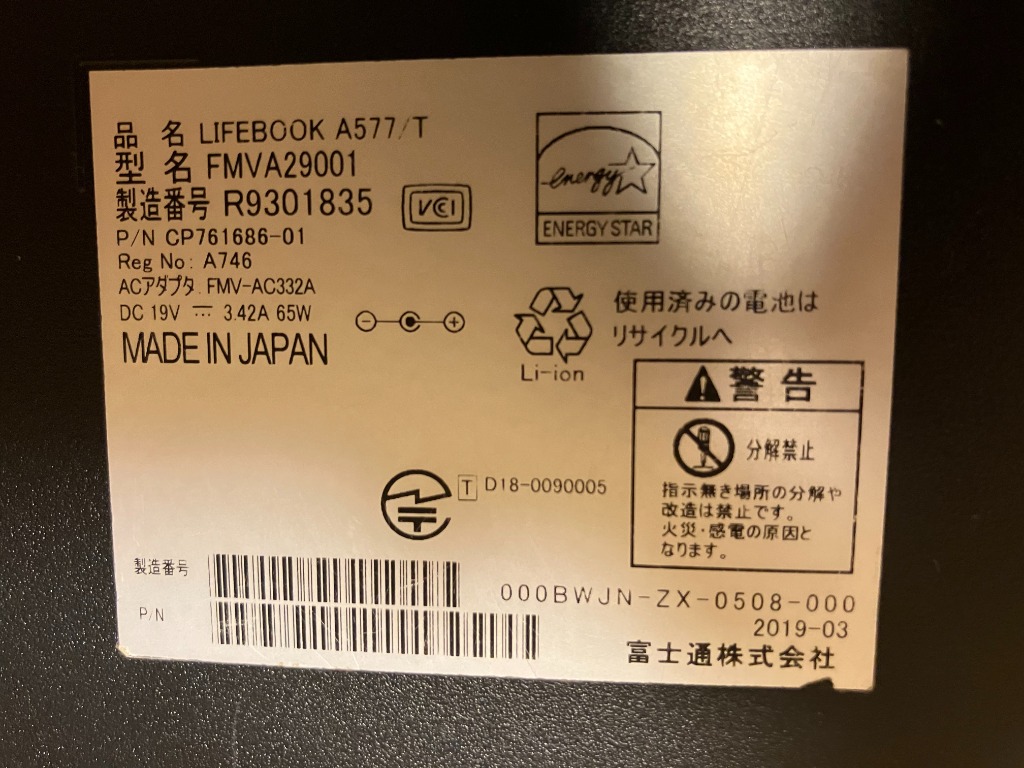 品 名 LIFEBOOK A577/T
型 名 FMVA29001
製造番号 R9301835
P/N CP761686-01
Reg No: A746
ACアダプタ FMV-AC332A
DC 19V ⎓ 3.42A 65W
MADE IN JAPAN
VCI
energy
ENERGY STAR
使用済みの電池は
リサイクルへ
Li-ion
警告
分解禁止
指示無き場所の分解や
改造は禁止です。
火災・感電の原因と
なります。
T D18-0090005
製造番号
P/N
000BWJN-ZX-0508-000
2019-03
富士通株式会社